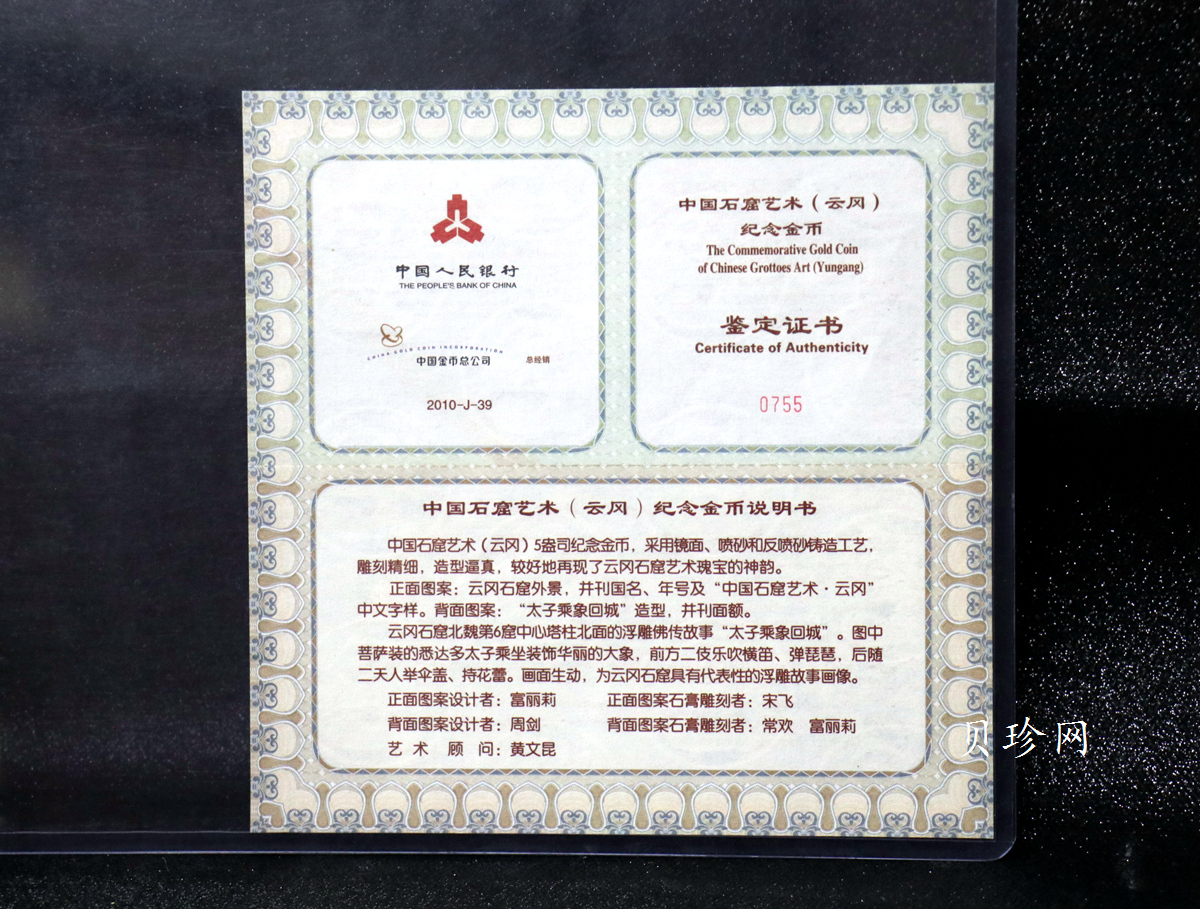 中国人民银行
THE PEOPLE'S BANK OF CHINA
CHINA GOLD COIN INCORPORATION
中国金币总公司 总经销
2010-J-39
中国石窟艺术（云冈）
纪念金币
The Commemorative Gold Coin
of Chinese Grottoes Art (Yungang)
鉴定证书
Certificate of Authenticity
0755
中国石窟艺术（云冈）纪念金币说明书
中国石窟艺术（云冈）5盎司纪念金币，采用镜面、喷砂和反喷砂铸造工艺，
雕刻精细，造型逼真，较好地再现了云冈石窟艺术瑰宝的神韵。
正面图案：云冈石窟外景，并刊国名、年号及“中国石窟艺术·云冈”
中文字样。背面图案：“太子乘象回城”造型，并刊面额。
云冈石窟北魏第6窟中心塔柱北面的浮雕佛传故事“太子乘象回城”。图中
菩萨装的悉达多太子乘坐装饰华丽的大象，前方二伎乐吹横笛、弹琵琶，后随
二天人举伞盖、持花蕾。画面生动，为云冈石窟具有代表性的浮雕故事画像。
正面图案设计者：富丽莉 正面图案石膏雕刻者：宋飞
背面图案设计者：周剑 背面图案石膏雕刻者：常欢 富丽莉
艺术顾问：黄文昆
贝珍网